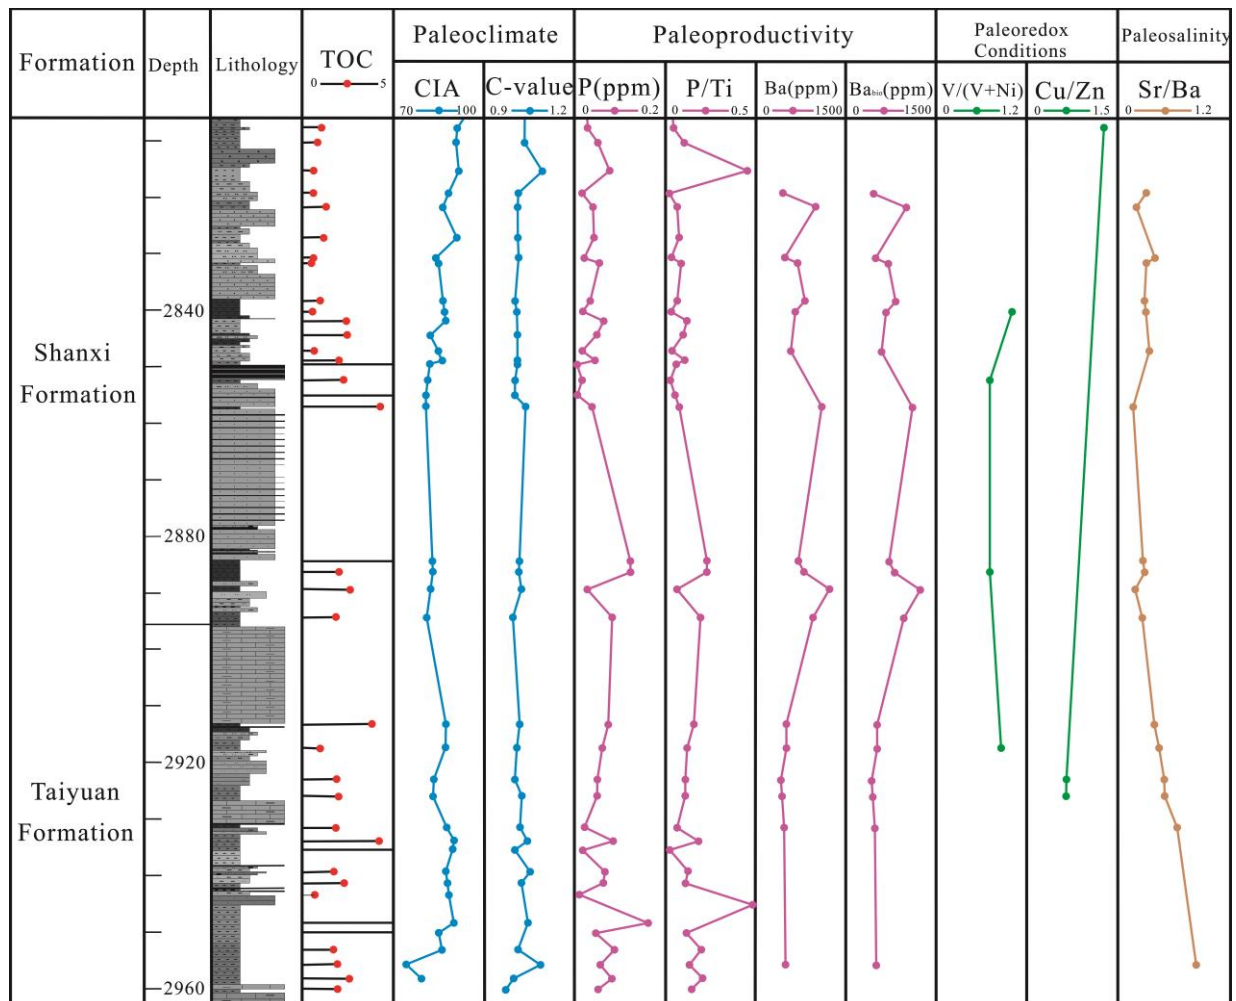 Formation
Depth
Lithology
TOC
0 5
Paleoclimate
CIA
70 100
C-value
0.9 1.2
Paleoproductivity
P(ppm)
0 0.2
P/Ti
0 0.5
Ba(ppm)
0 1500
Babio(ppm)
0 1500
Paleoredox
Conditions
V/(V+Ni)
0 1.2
Cu/Zn
0 1.5
Paleosalinity
Sr/Ba
0 1.2
Shanxi
Formation
Taiyuan
Formation
2840
2880
2920
2960